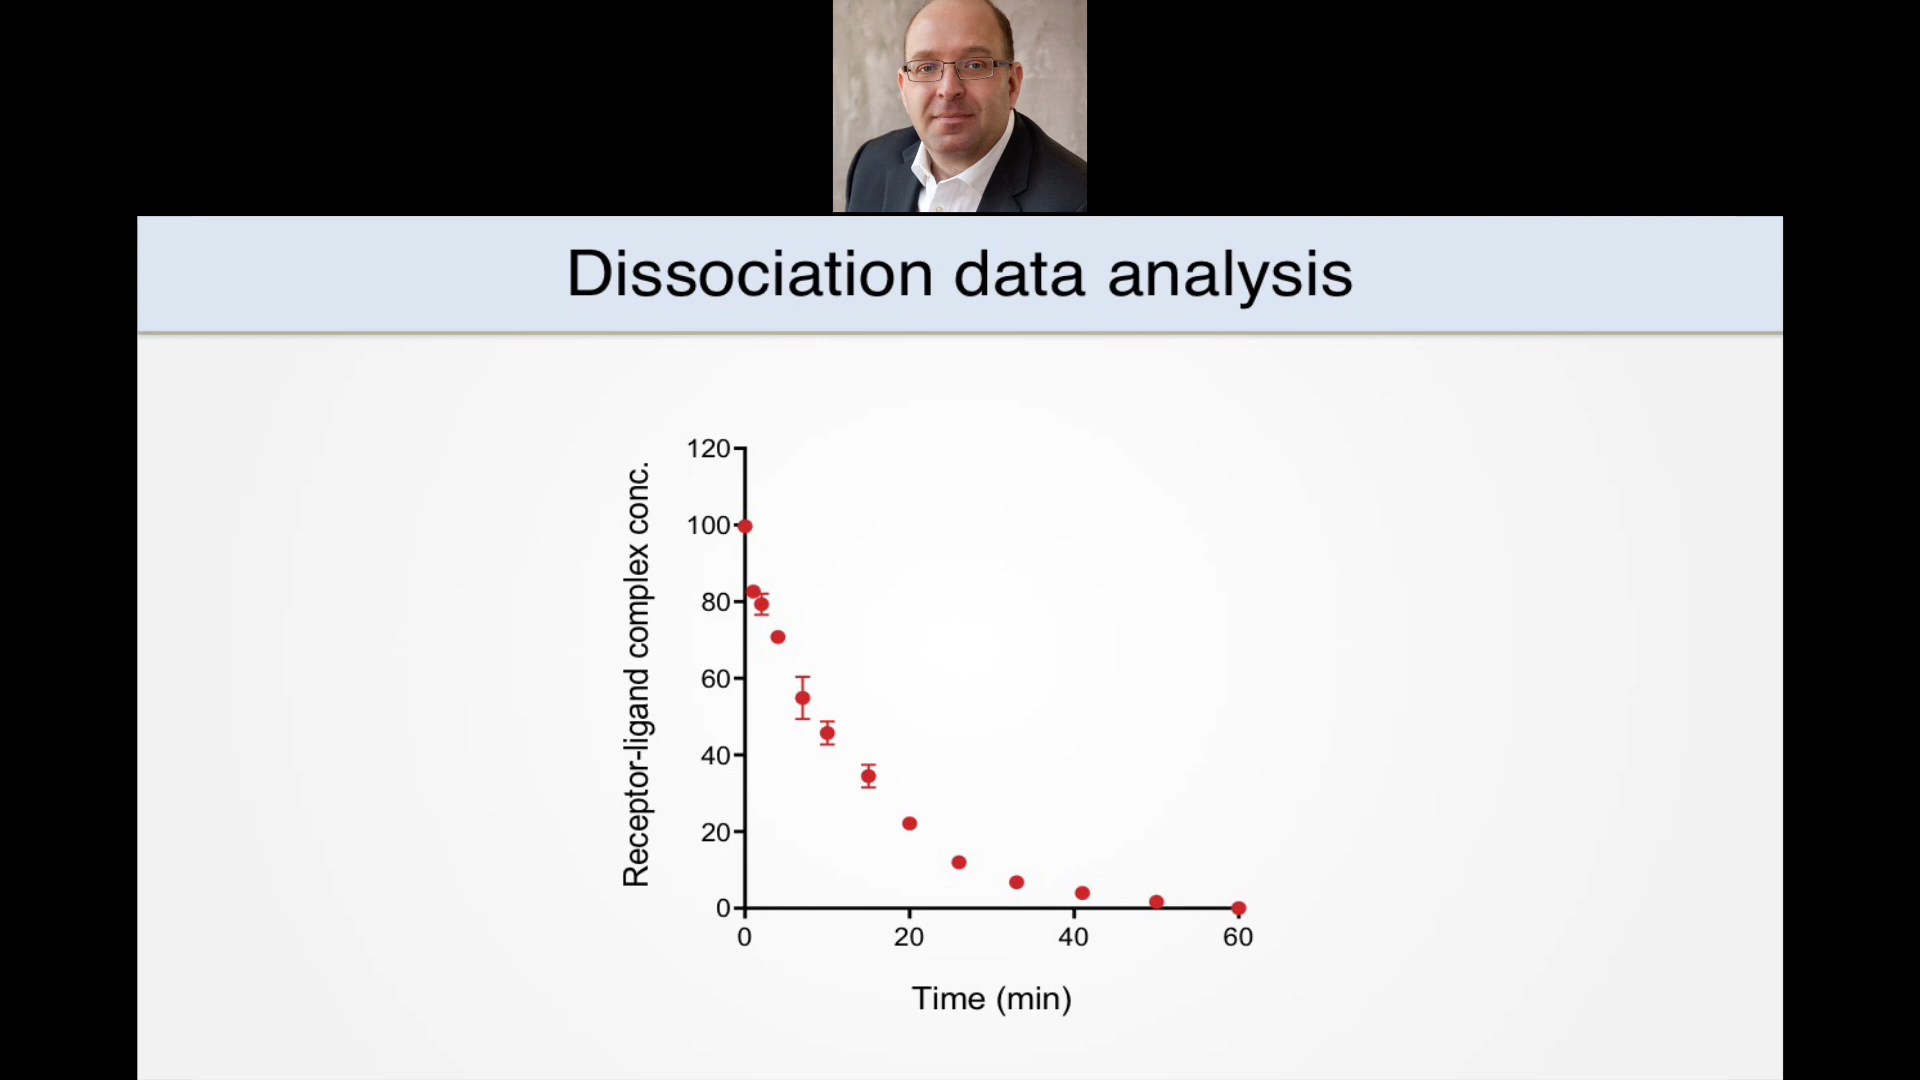 Dissociation data analysis
Receptor-ligand complex conc.
120
100
80
60
40
20
0
0 20 40 60
Time (min)